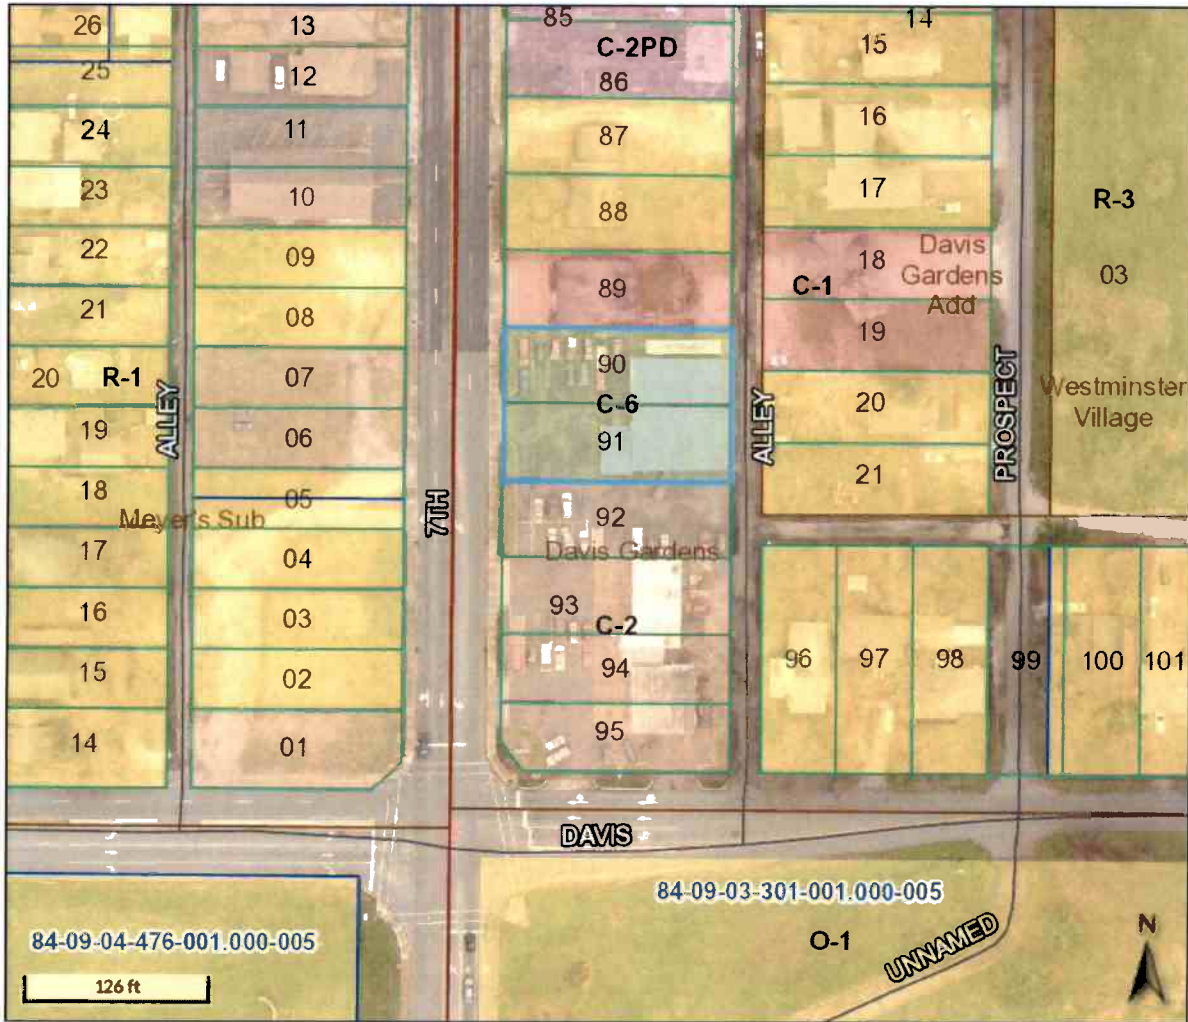 26
13
85
C-2PD
14
15
25
12
86
24
11
87
16
23
10
88
17
R-3
22
09
89
18
Davis
Gardens
Add
C-1
03
21
08
19
20
R-1
07
90
ALLEY
C-6
ALLEY
20
PROSPECT
Westminster
Village
19
06
91
21
18
05
7TH
92
Meyer's Sub
17
04
Davis Gardens
16
03
93
C-2
15
02
94
96
97
98
99
100
101
14
01
95
DAVIS
84-09-03-301-001.000-005
84-09-04-476-001.000-005
O-1
UNNAMED
N
126 ft